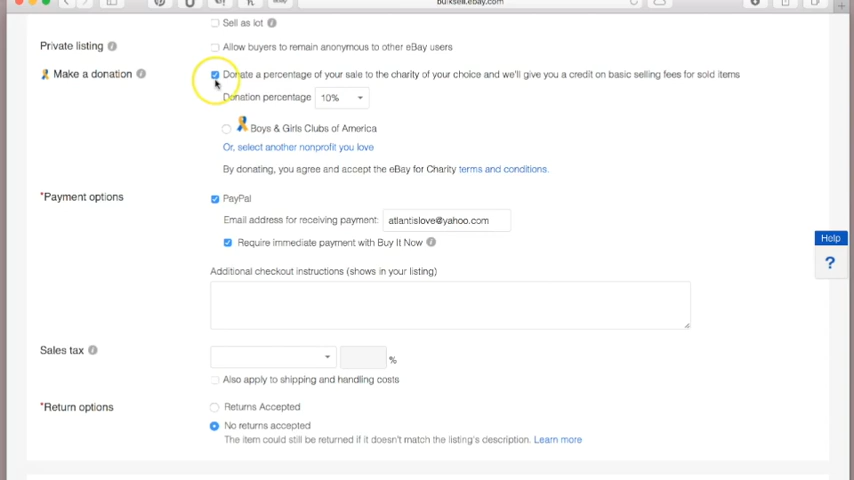 bulksell.ebay.com
Sell as lot
Private listing
Allow buyers to remain anonymous to other eBay users
Make a donation
Donate a percentage of your sale to the charity of your choice and we'll give you a credit on basic selling fees for sold items
Donation percentage 10%
Boys & Girls Clubs of America
Or, select another nonprofit you love
By donating, you agree and accept the eBay for Charity terms and conditions.
*Payment options
PayPal
Email address for receiving payment: atlantislove@yahoo.com
Require immediate payment with Buy It Now
Help
?
Additional checkout instructions (shows in your listing)
Sales tax
%
Also apply to shipping and handling costs
*Return options
Returns Accepted
No returns accepted
The item could still be returned if it doesn't match the listing's description. Learn more